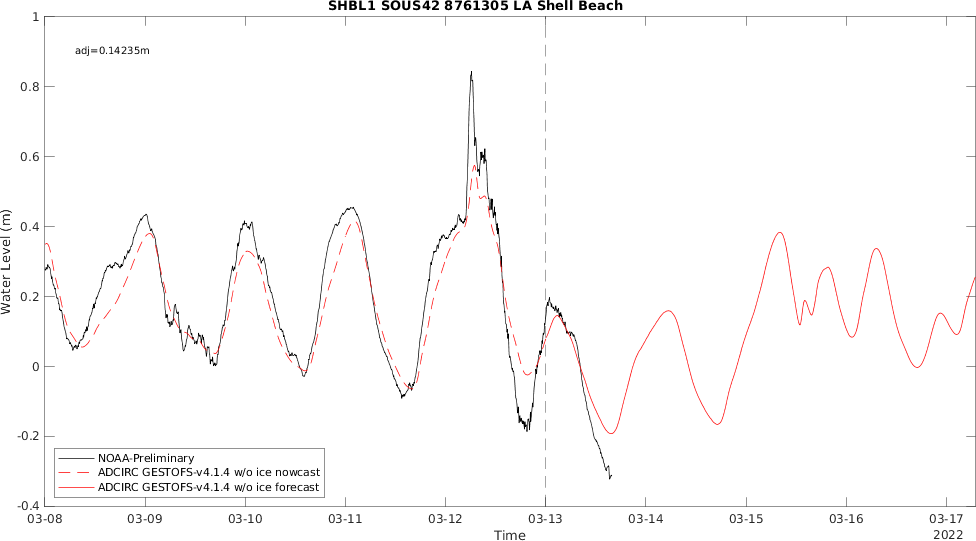 SHBL1 SOUS42 8761305 LA Shell Beach
adj=0.14235m
Water Level (m)
1
0.8
0.6
0.4
0.2
0
-0.2
-0.4
NOAA-Preliminary
ADCIRC GESTOFS-v4.1.4 w/o ice nowcast
ADCIRC GESTOFS-v4.1.4 w/o ice forecast
03-08 03-09 03-10 03-11 03-12 03-13 03-14 03-15 03-16 03-17
Time
2022